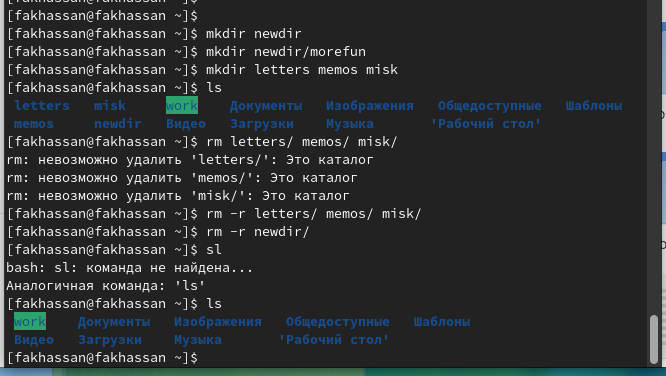 [fakhassan@fakhassan ~]$
[fakhassan@fakhassan ~]$
[fakhassan@fakhassan ~]$ mkdir newdir
[fakhassan@fakhassan ~]$ mkdir newdir/morefun
[fakhassan@fakhassan ~]$ mkdir letters memos misk
[fakhassan@fakhassan ~]$ ls
letters misk work Документы Изображения Общедоступные Шаблоны
memos newdir Видео Загрузки Музыка 'Рабочий стол'
[fakhassan@fakhassan ~]$ rm letters/ memos/ misk/
rm: невозможно удалить 'letters/': Это каталог
rm: невозможно удалить 'memos/': Это каталог
rm: невозможно удалить 'misk/': Это каталог
[fakhassan@fakhassan ~]$ rm -r letters/ memos/ misk/
[fakhassan@fakhassan ~]$ rm -r newdir/
[fakhassan@fakhassan ~]$ sl
bash: sl: команда не найдена...
Аналогичная команда: 'ls'
[fakhassan@fakhassan ~]$ ls
work Документы Изображения Общедоступные Шаблоны
Видео Загрузки Музыка 'Рабочий стол'
[fakhassan@fakhassan ~]$